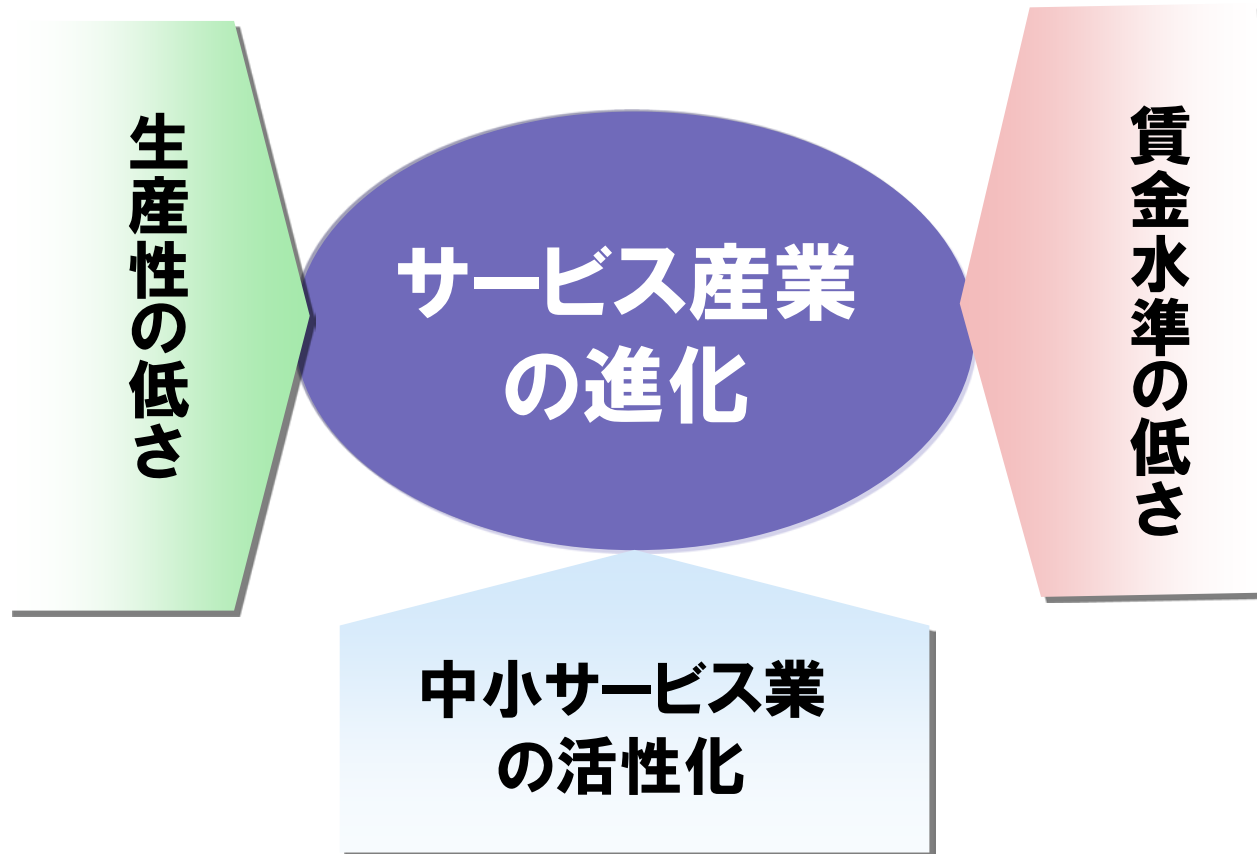 生産性の低さ
サービス産業
の進化
賃金水準の低さ
中小サービス業
の活性化